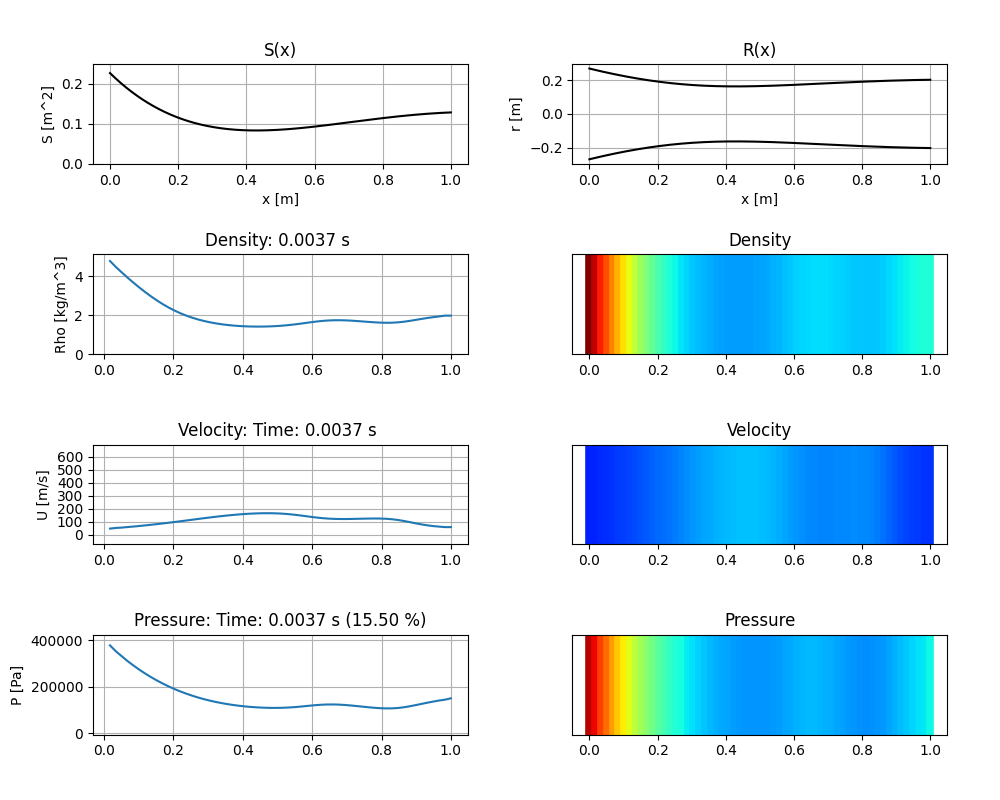 S(x)
S [m^2]
0.2
0.1
0.0
0.0 0.2 0.4 0.6 0.8 1.0
x [m]
R(x)
r [m]
0.2
0.0
−0.2
0.0 0.2 0.4 0.6 0.8 1.0
x [m]
Density: 0.0037 s
Rho [kg/m^3]
4
2
0
0.0 0.2 0.4 0.6 0.8 1.0
Density
0.0 0.2 0.4 0.6 0.8 1.0
Velocity: Time: 0.0037 s
U [m/s]
600
500
400
300
200
100
0
0.0 0.2 0.4 0.6 0.8 1.0
Velocity
0.0 0.2 0.4 0.6 0.8 1.0
Pressure: Time: 0.0037 s (15.50 %)
P [Pa]
400000
200000
0
0.0 0.2 0.4 0.6 0.8 1.0
Pressure
0.0 0.2 0.4 0.6 0.8 1.0